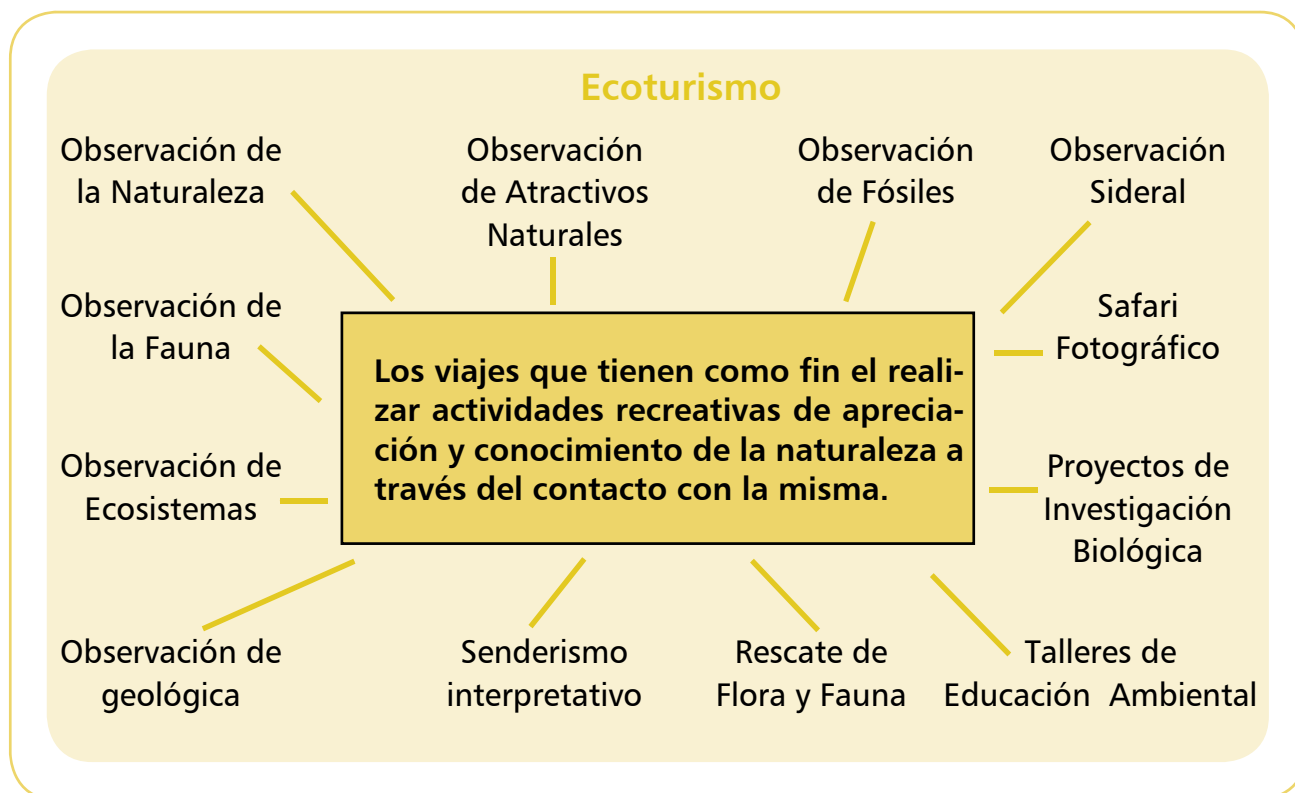 Ecoturismo
Observación de
la Naturaleza
Observación
de Atractivos
Naturales
Observación
de Fósiles
Observación
Sideral
Observación de
la Fauna
Safari
Fotográfico
Los viajes que tienen como fin el reali-
zar actividades recreativas de aprecia-
ción y conocimiento de la naturaleza a
través del contacto con la misma.
Observación de
Ecosistemas
Proyectos de
Investigación
Biológica
Observación de
geológica
Senderismo
interpretativo
Rescate de
Flora y Fauna
Talleres de
Educación Ambiental